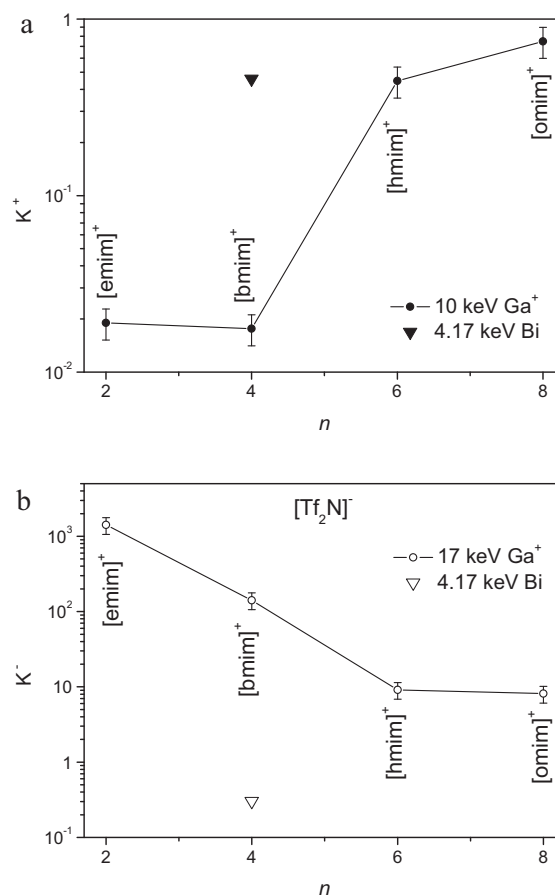 a
1
10⁻¹
10⁻²
K⁺
[emim]⁺
[bmim]⁺
[hmim]⁺
[omim]⁺
10 keV Ga⁺
4.17 keV Bi
2 4 6 8
n
b
[Tf₂N]⁻
10³
10²
10
1
10⁻¹
K⁻
17 keV Ga⁺
4.17 keV Bi
[emim]⁺
[bmim]⁺
[hmim]⁺
[omim]⁺
2 4 6 8
n